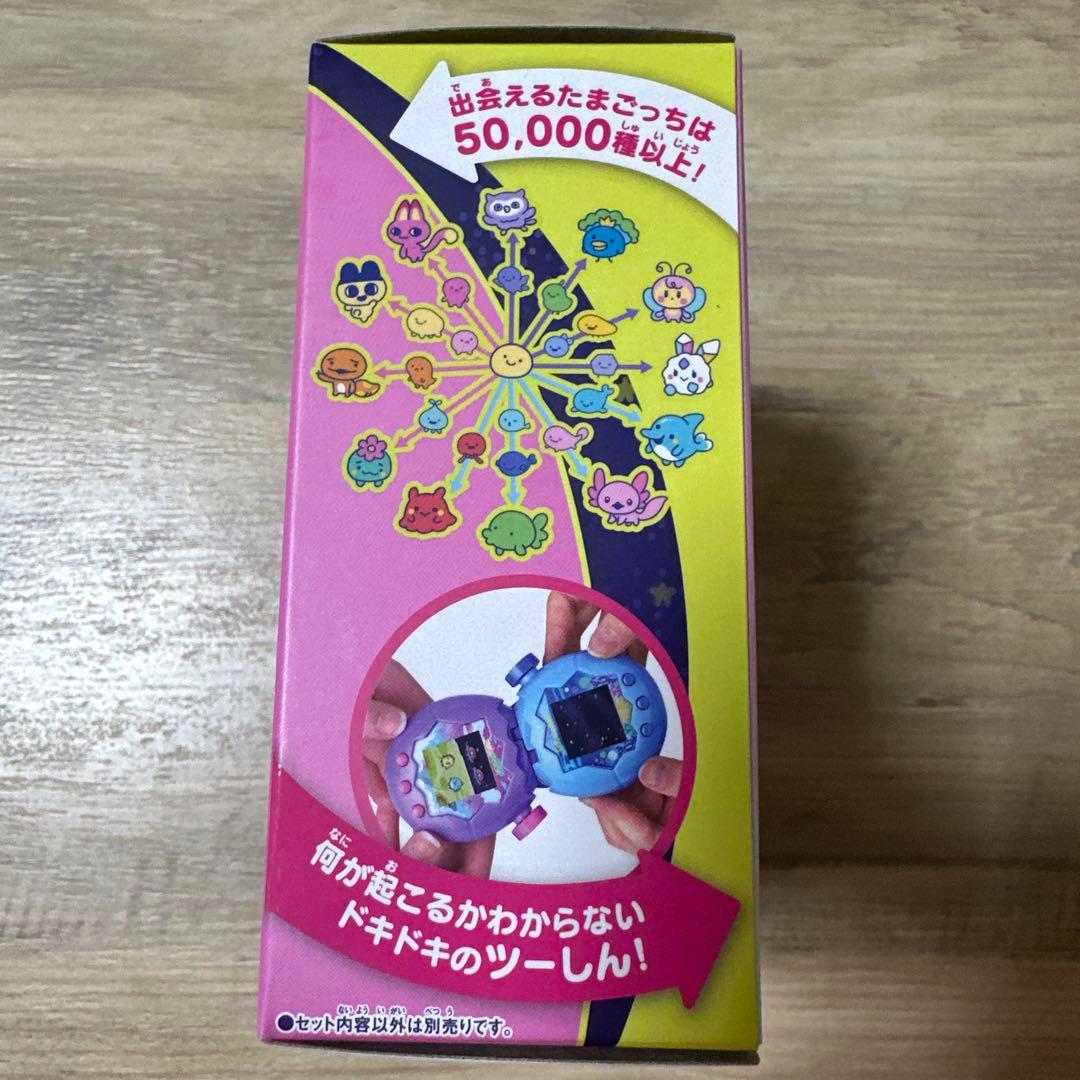 出会えるたまごっちは
50,000種以上!
何が起こるかわからない
ドキドキのツーしん!
●セット内容以外は別売りです。